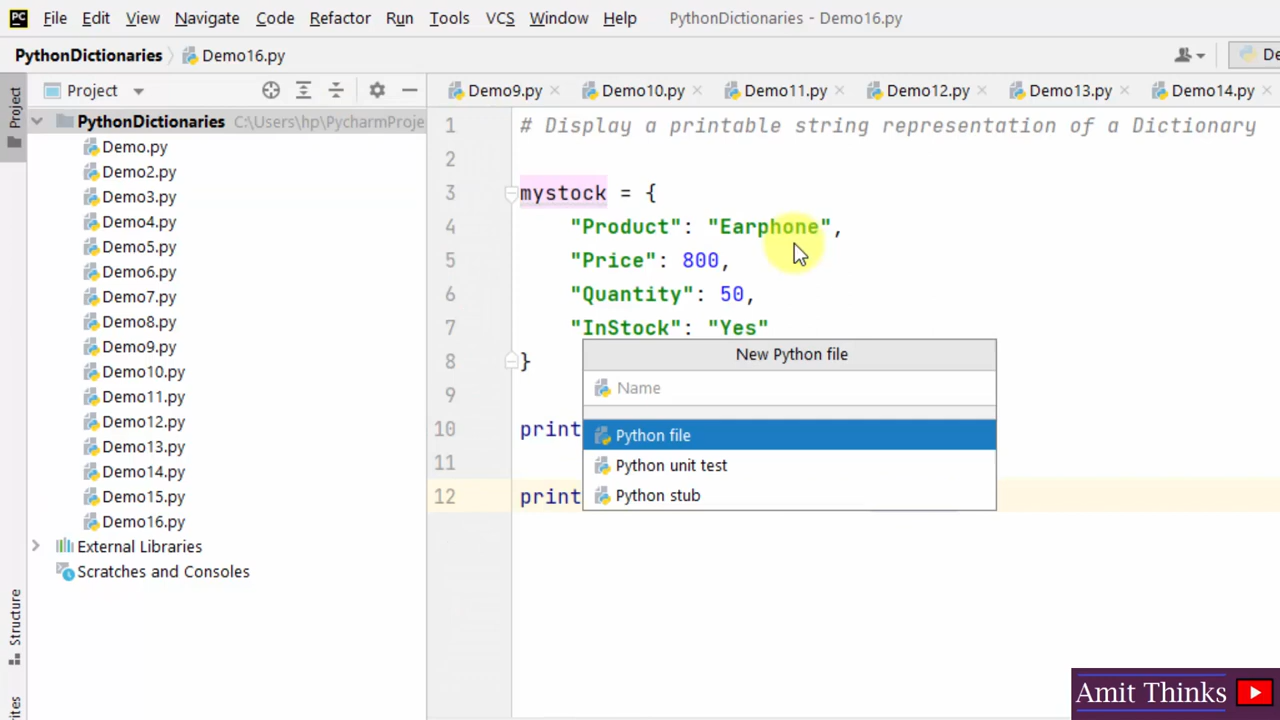 PC File Edit View Navigate Code Refactor Run Tools VCS Window Help PythonDictionaries - Demo16.py
PythonDictionaries Demo16.py De
Project Demo9.py Demo10.py Demo11.py Demo12.py Demo13.py Demo14.py
Project
PythonDictionaries C:\Users\hp\PycharmProje
Demo.py
Demo2.py
Demo3.py
Demo4.py
Demo5.py
Demo6.py
Demo7.py
Demo8.py
Demo9.py
Demo10.py
Demo11.py
Demo12.py
Demo13.py
Demo14.py
Demo15.py
Demo16.py
External Libraries
Scratches and Consoles
Structure
1 # Display a printable string representation of a Dictionary
2
3 mystock = {
4 "Product": "Earphone",
5 "Price": 800,
6 "Quantity": 50,
7 "InStock": "Yes"
8 }
9
10 print
11
12 print
New Python file
Name
Python file
Python unit test
Python stub
Amit Thinks